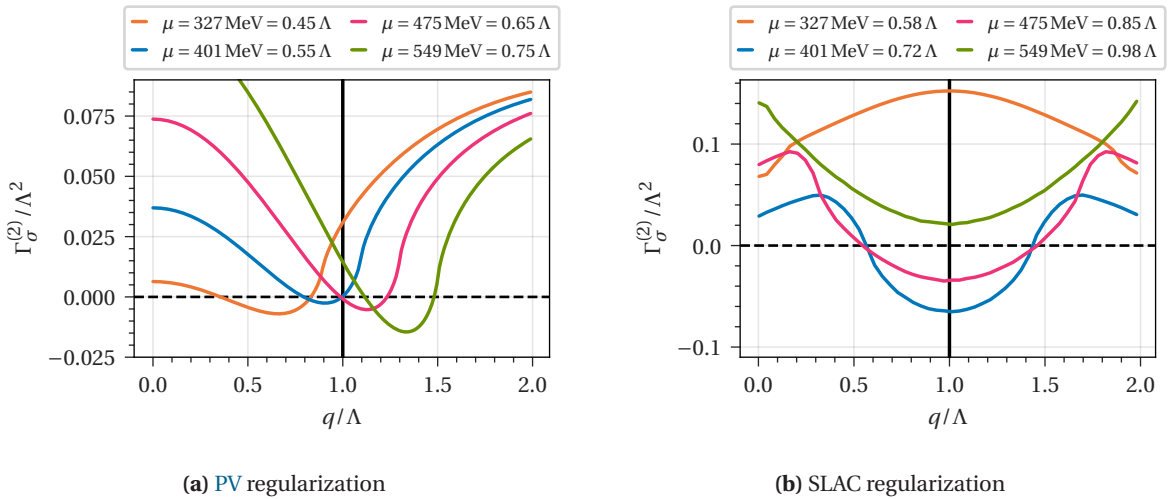 μ = 327 MeV = 0.45 Λ
μ = 475 MeV = 0.65 Λ
μ = 401 MeV = 0.55 Λ
μ = 549 MeV = 0.75 Λ
Γσ(2)/Λ2
0.075
0.050
0.025
0.000
−0.025
0.0
0.5
1.0
1.5
2.0
q/Λ
(a) PV regularization
μ = 327 MeV = 0.58 Λ
μ = 475 MeV = 0.85 Λ
μ = 401 MeV = 0.72 Λ
μ = 549 MeV = 0.98 Λ
Γσ(2)/Λ2
0.1
0.0
−0.1
0.0
0.5
1.0
1.5
2.0
q/Λ
(b) SLAC regularization